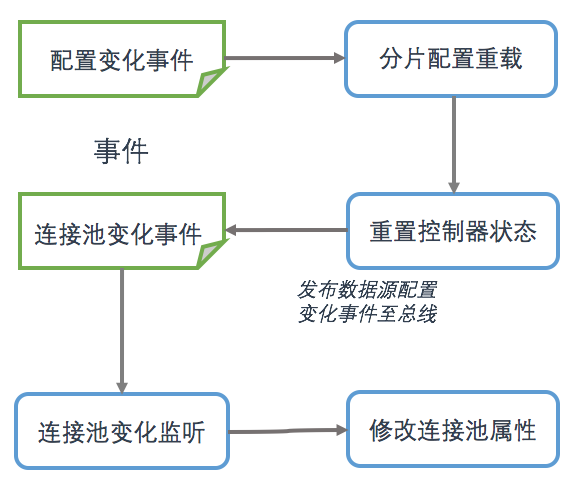 配置变化事件
分片配置重载
事件
连接池变化事件
重置控制器状态
发布数据源配置
变化事件至总线
连接池变化监听
修改连接池属性